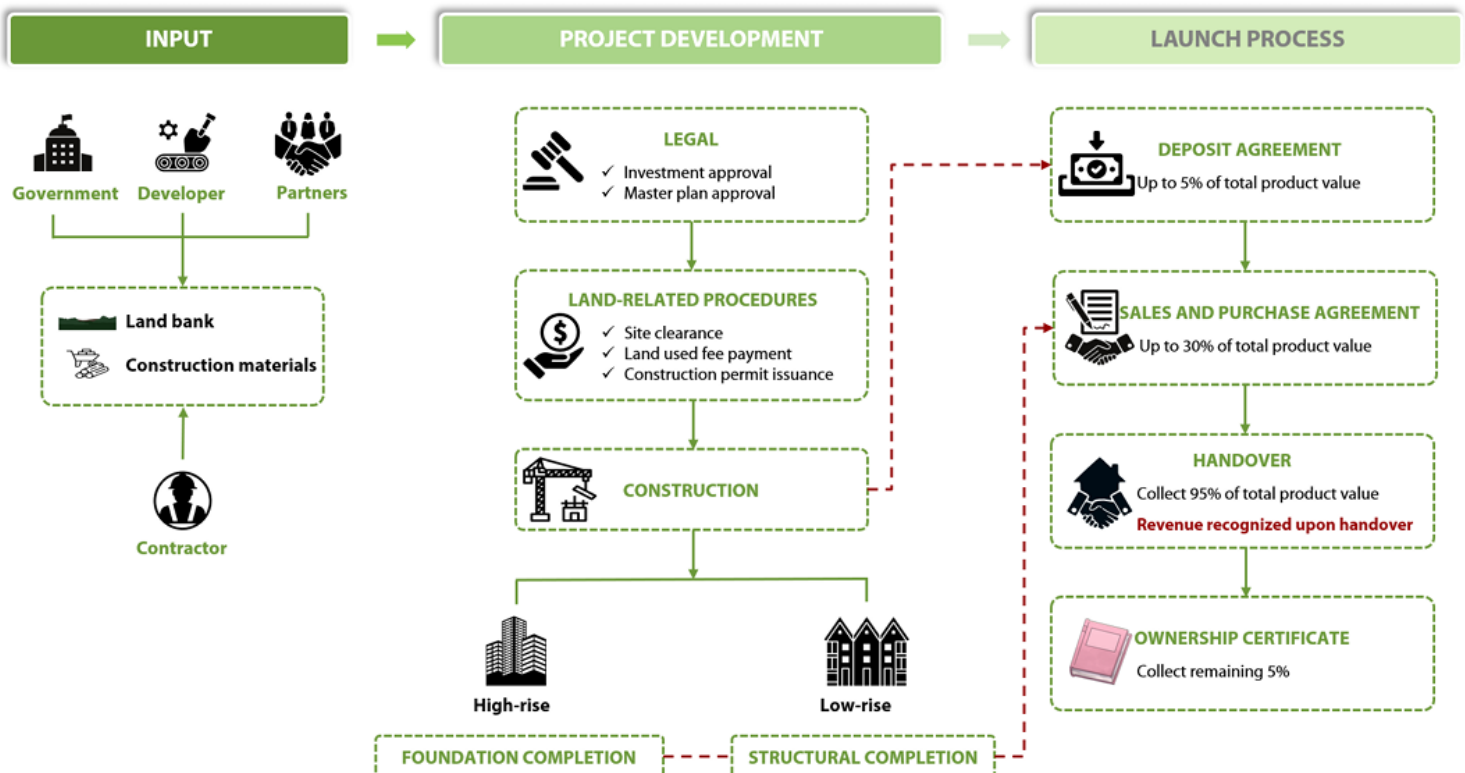 INPUT
PROJECT DEVELOPMENT
LAUNCH PROCESS
Government
Developer
Partners
Land bank
Construction materials
Contractor
LEGAL
✓ Investment approval
✓ Master plan approval
LAND-RELATED PROCEDURES
✓ Site clearance
✓ Land used fee payment
✓ Construction permit issuance
CONSTRUCTION
High-rise
Low-rise
FOUNDATION COMPLETION
STRUCTURAL COMPLETION
DEPOSIT AGREEMENT
Up to 5% of total product value
SALES AND PURCHASE AGREEMENT
Up to 30% of total product value
HANDOVER
Collect 95% of total product value
Revenue recognized upon handover
OWNERSHIP CERTIFICATE
Collect remaining 5%